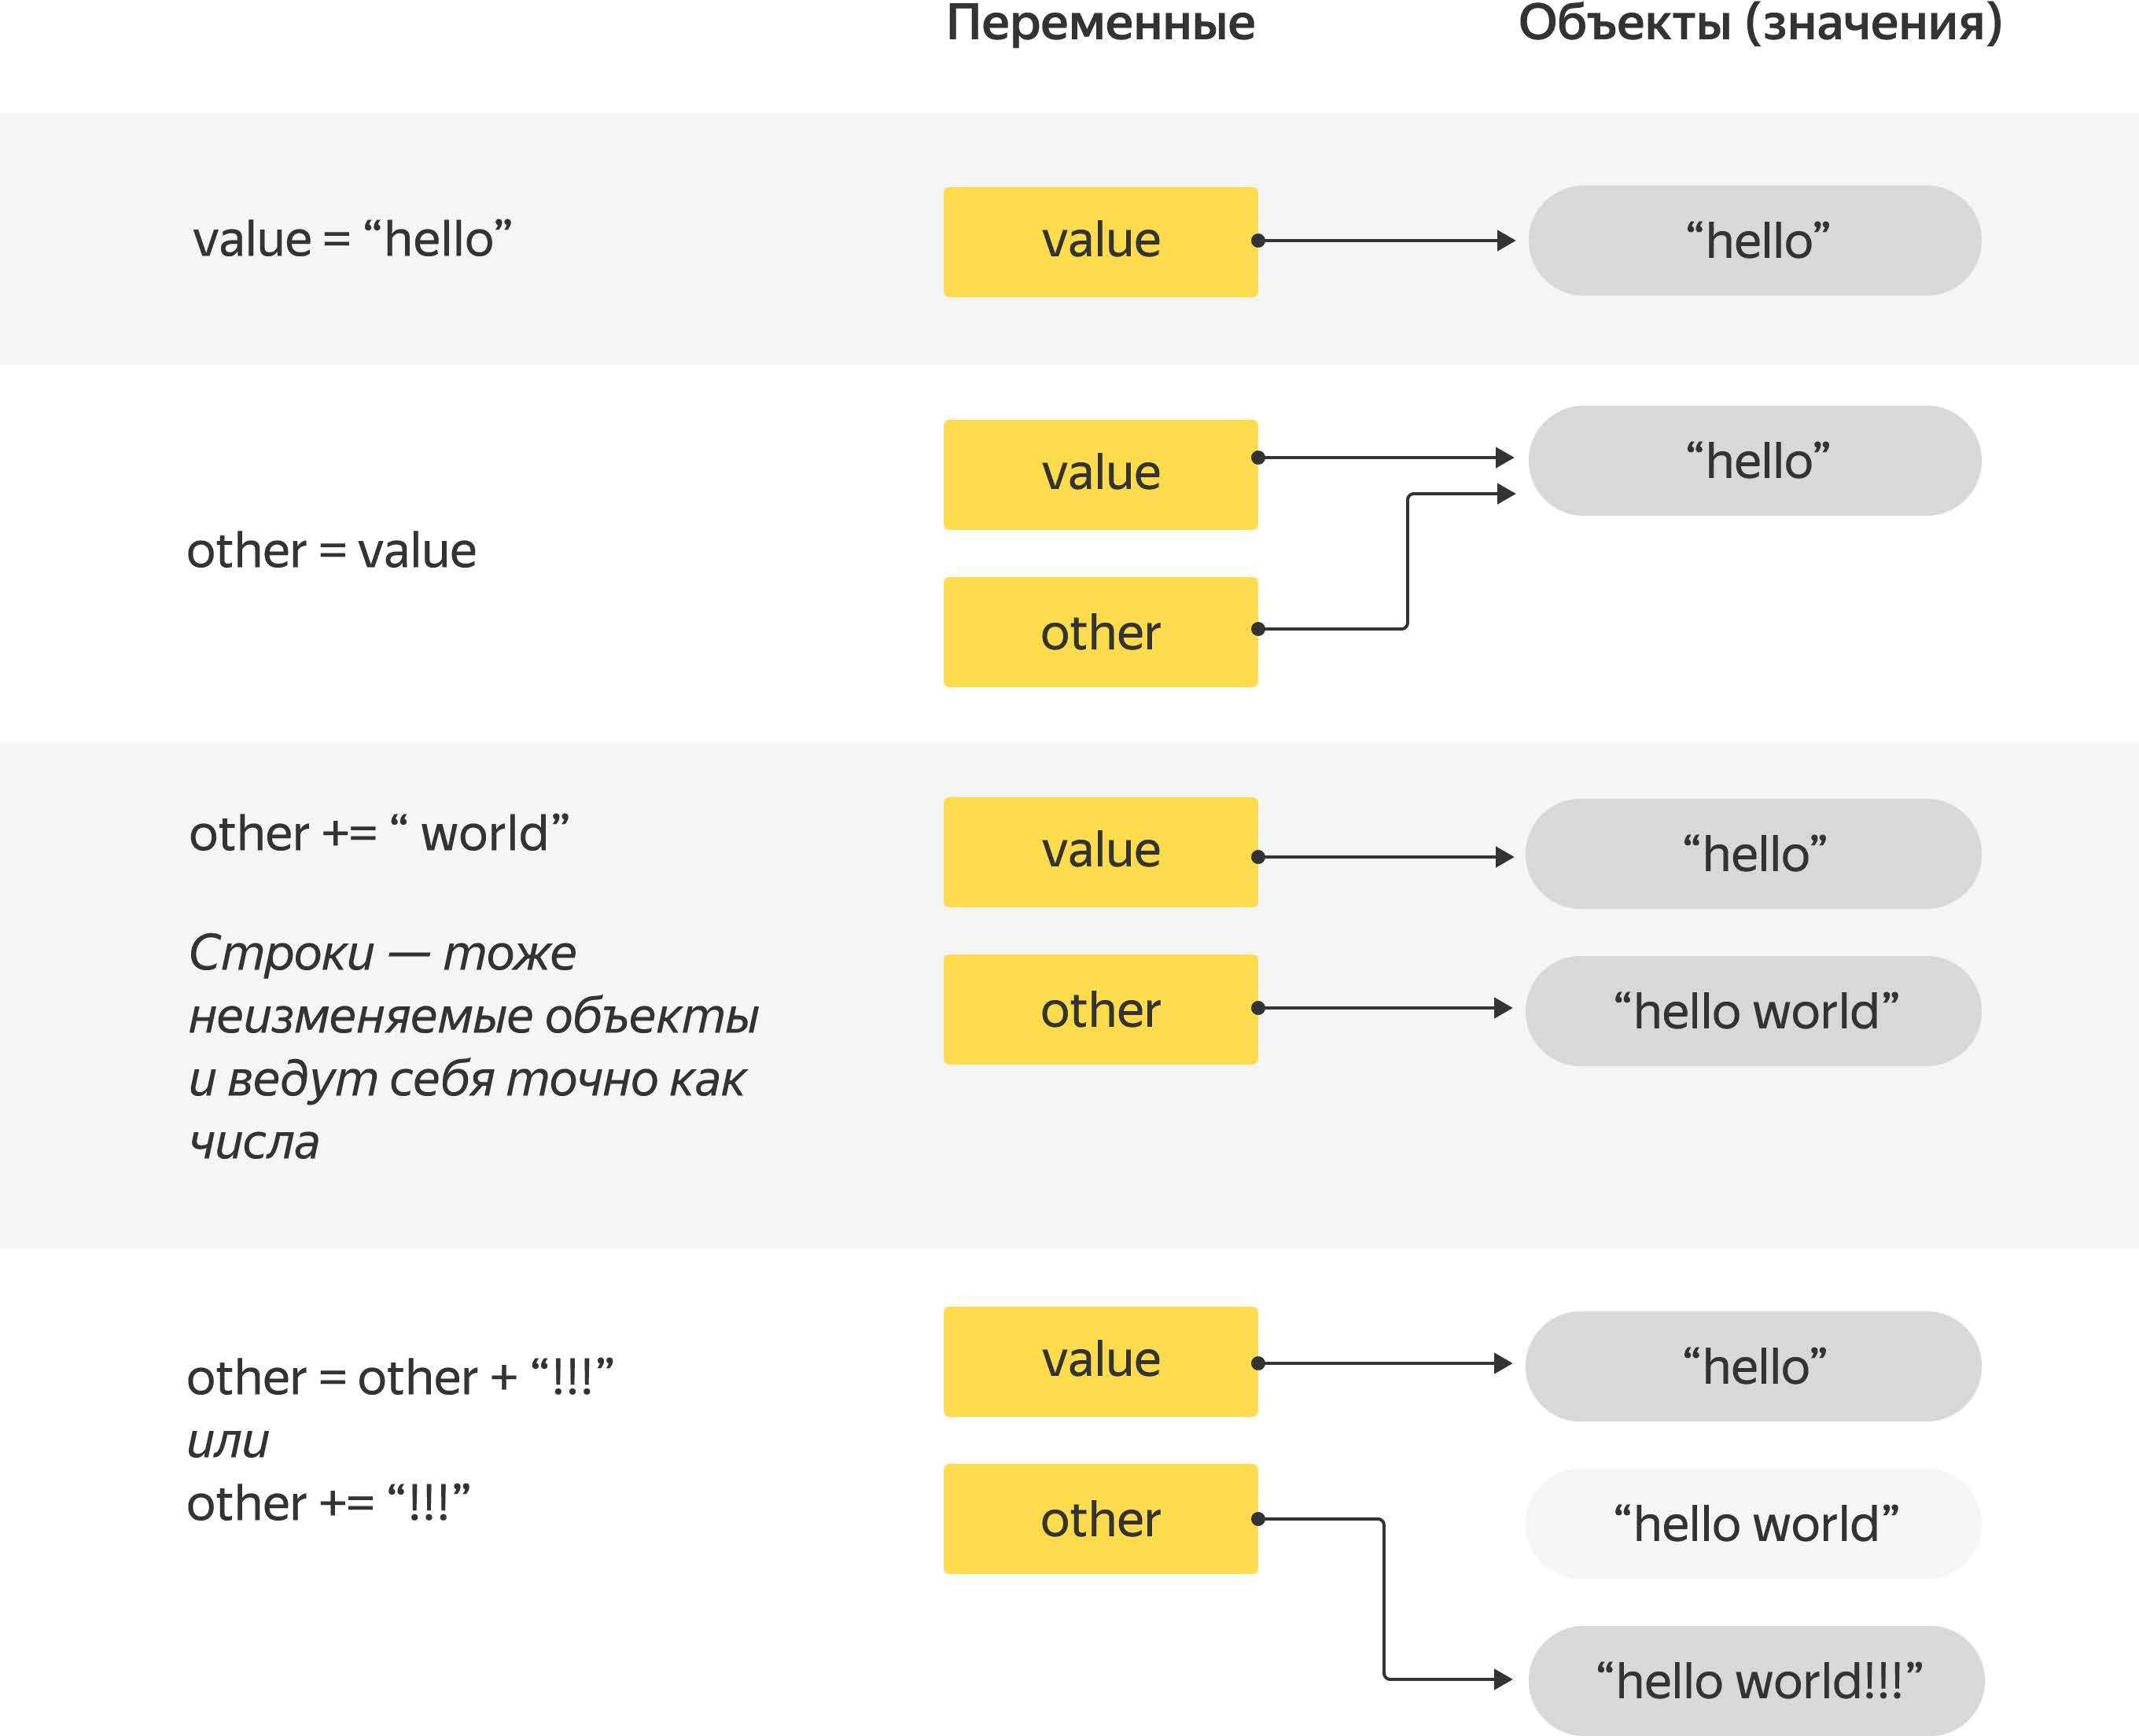 Переменные
Объекты (значения)
value = “hello”
value
“hello”
other = value
value
“hello”
other
other += “ world”
Строки — тоже
неизменяемые объекты
и ведут себя точно как
числа
value
“hello”
other
“hello world”
other = other + “!!!”
или
other += “!!!”
value
“hello”
other
“hello world”
“hello world!!!”